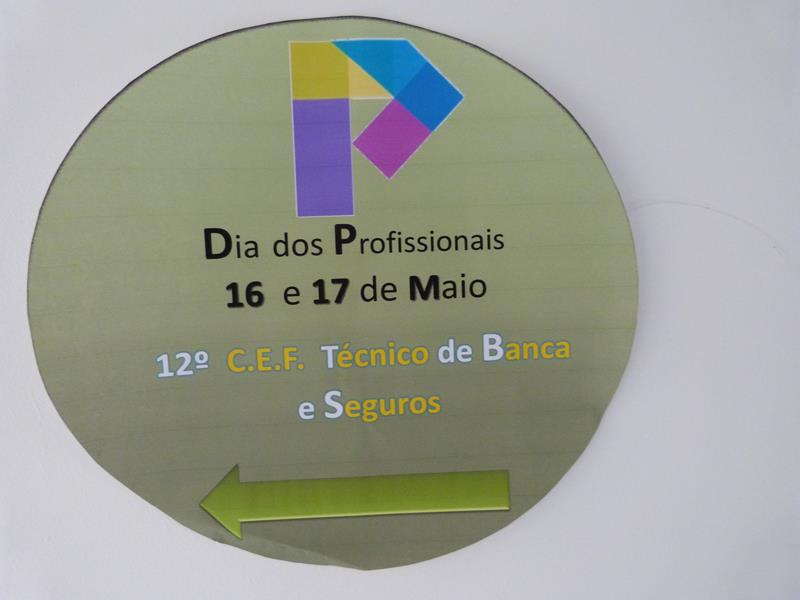 Dia dos Profissionais
16 e 17 de Maio
12º C.E.F. Técnico de Banca
e Seguros